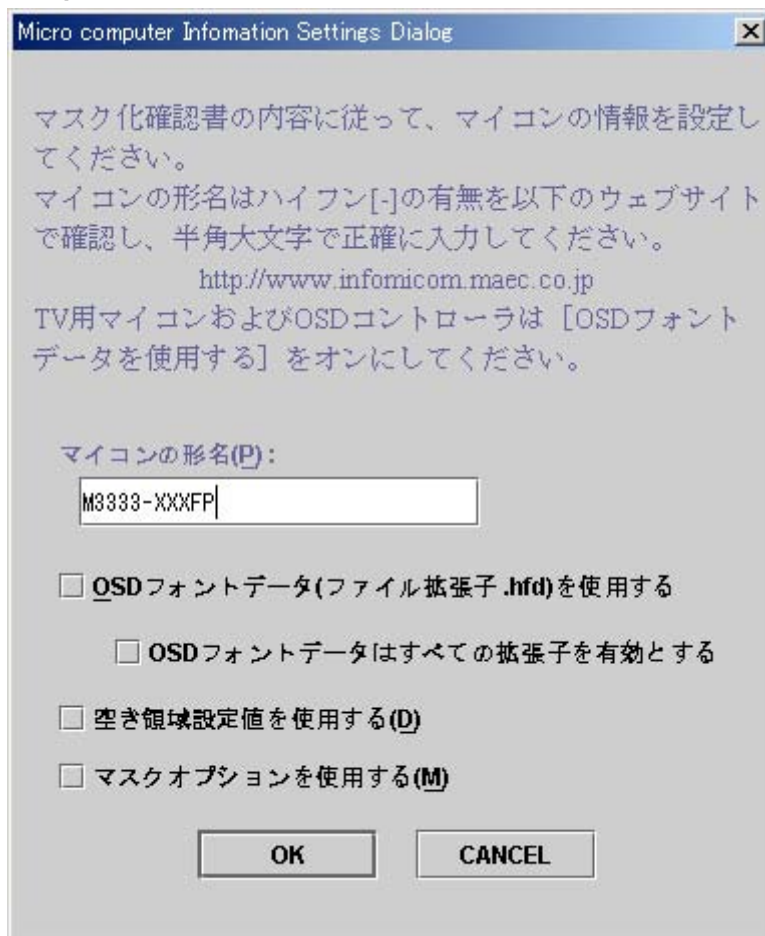 Micro computer Infomation Settings Dialog
マスク化確認書の内容に従って、マイコンの情報を設定し
てください。
マイコンの形名はハイフン[-]の有無を以下のウェブサイト
で確認し、半角大文字で正確に入力してください。
http://www.infomicom.maec.co.jp
TV用マイコンおよびOSDコントローラは［OSDフォント
データを使用する］をオンにしてください。
マイコンの形名(P)：
M3333-XXXFP
OSDフォントデータ(ファイル拡張子.hfd)を使用する
OSDフォントデータはすべての拡張子を有効とする
空き領域設定値を使用する(D)
マスクオプションを使用する(M)
OK
CANCEL